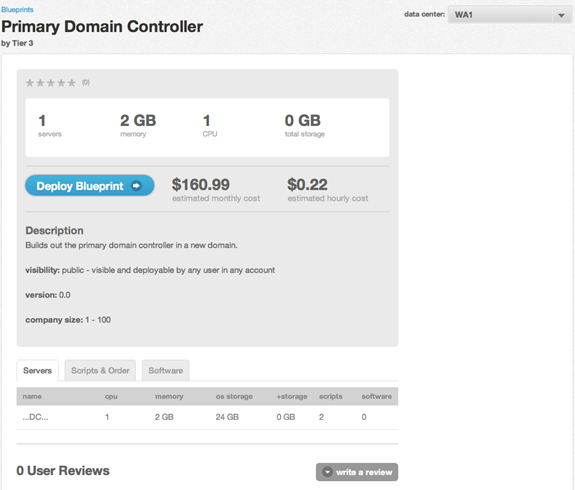 Blueprints
Primary Domain Controller
by Tier 3
data center: WA1
(0)
1 2 GB 1 0 GB
servers memory CPU total storage
Deploy Blueprint $160.99 $0.22
estimated monthly cost estimated hourly cost
Description
Builds out the primary domain controller in a new domain.
visibility: public - visible and deployable by any user in any account
version: 0.0
company size: 1 - 100
Servers Scripts & Order Software
name cpu memory os storage +storage scripts software
...DC... 1 2 GB 24 GB 0 GB 2 0
0 User Reviews write a review